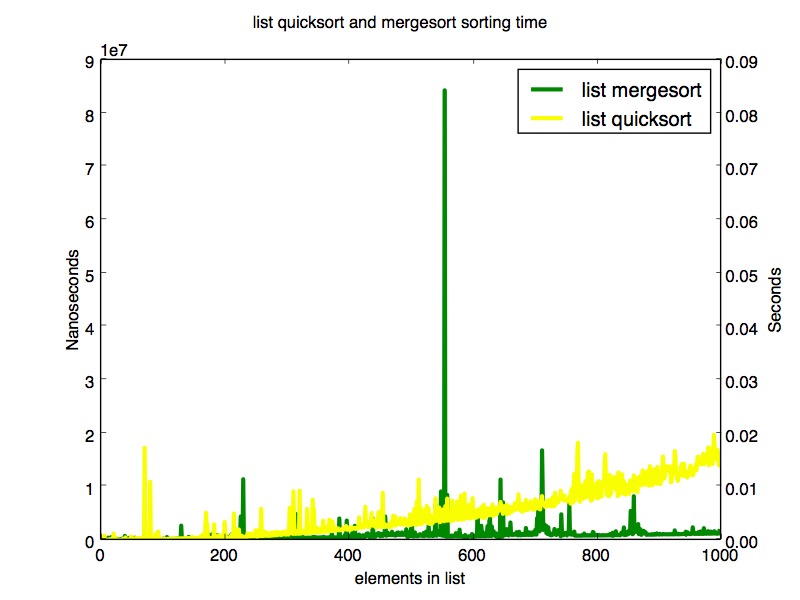 list quicksort and mergesort sorting time
1e7
9
8
7
6
5
4
3
2
1
0
Nanoseconds
list mergesort
list quicksort
0.09
0.08
0.07
0.06
0.05
0.04
0.03
0.02
0.01
0.00
Seconds
0 200 400 600 800 1000
elements in list